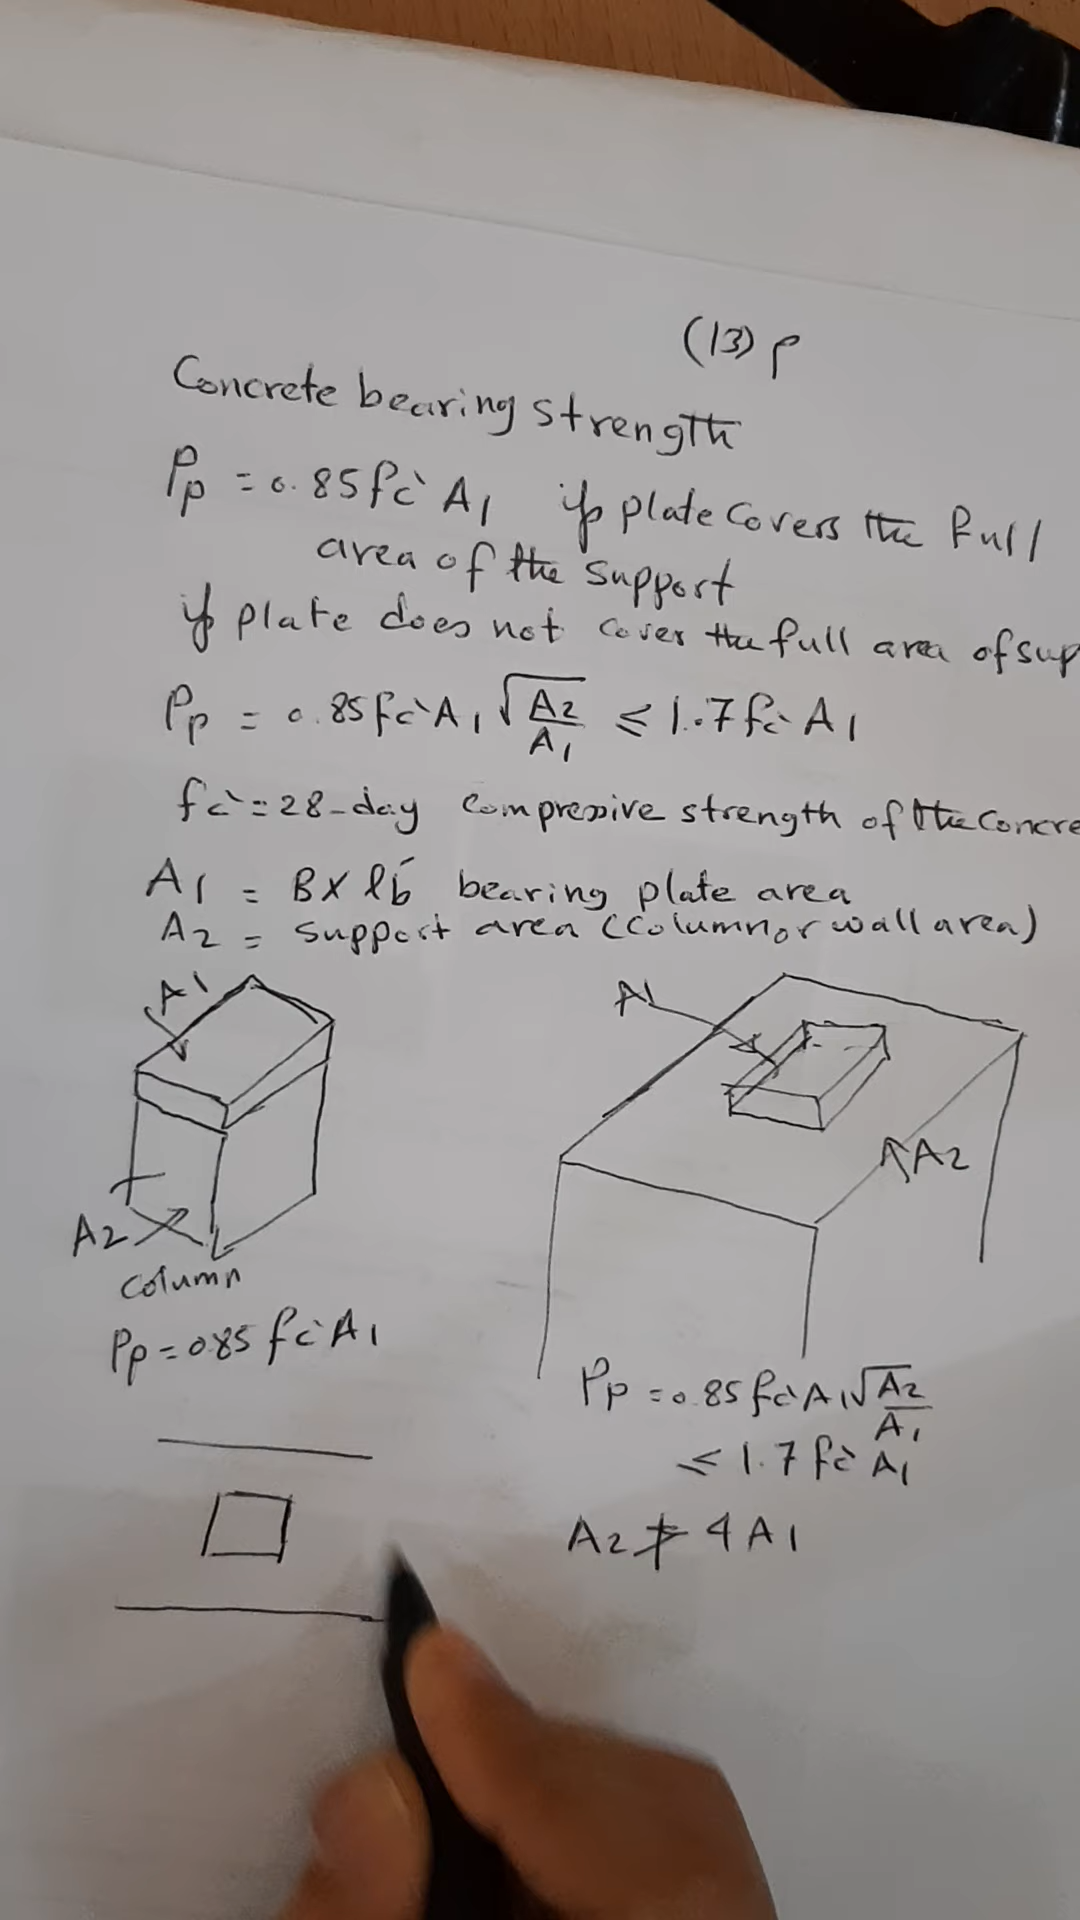 (13) P
Concrete bearing strength
Pp = 0.85 fc' A1 if plate covers the full
area of the support
if plate does not cover the full area of sup
Pp = 0.85 fc' A1 √(A2/A1) ≤ 1.7 fc' A1
fc' = 28-day compressive strength of the concre
A1 = B x lb bearing plate area
A2 = support area (column or wall area)
A1
A1
A2
A2
column
Pp = 0.85 fc' A1
Pp = 0.85 fc' A1 √(A2/A1)
≤ 1.7 fc' A1
A2 ≯ 4 A1